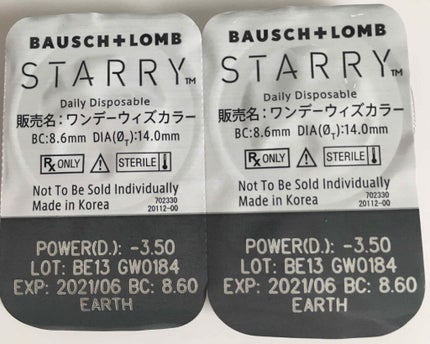 BAUSCH+LOMB
STARRY™
Daily Disposable
販売名:ワンデーウィズカラー
BC:8.6mm DIA(Ø_T):14.0mm
Rx ONLY STERILE
Not To Be Sold Individually
Made in Korea 702330
20112-00
POWER(D.): -3.50
LOT: BE13 GW0184
EXP: 2021/06 BC: 8.60
EARTH
BAUSCH+LOMB
STARRY™
Daily Disposable
販売名:ワンデーウィズカラー
BC:8.6mm DIA(Ø_T):14.0mm
Rx ONLY STERILE
Not To Be Sold Individually
Made in Korea 702330
20112-00
POWER(D.): -3.50
LOT: BE13 GW0184
EXP: 2021/06 BC: 8.60
EARTH